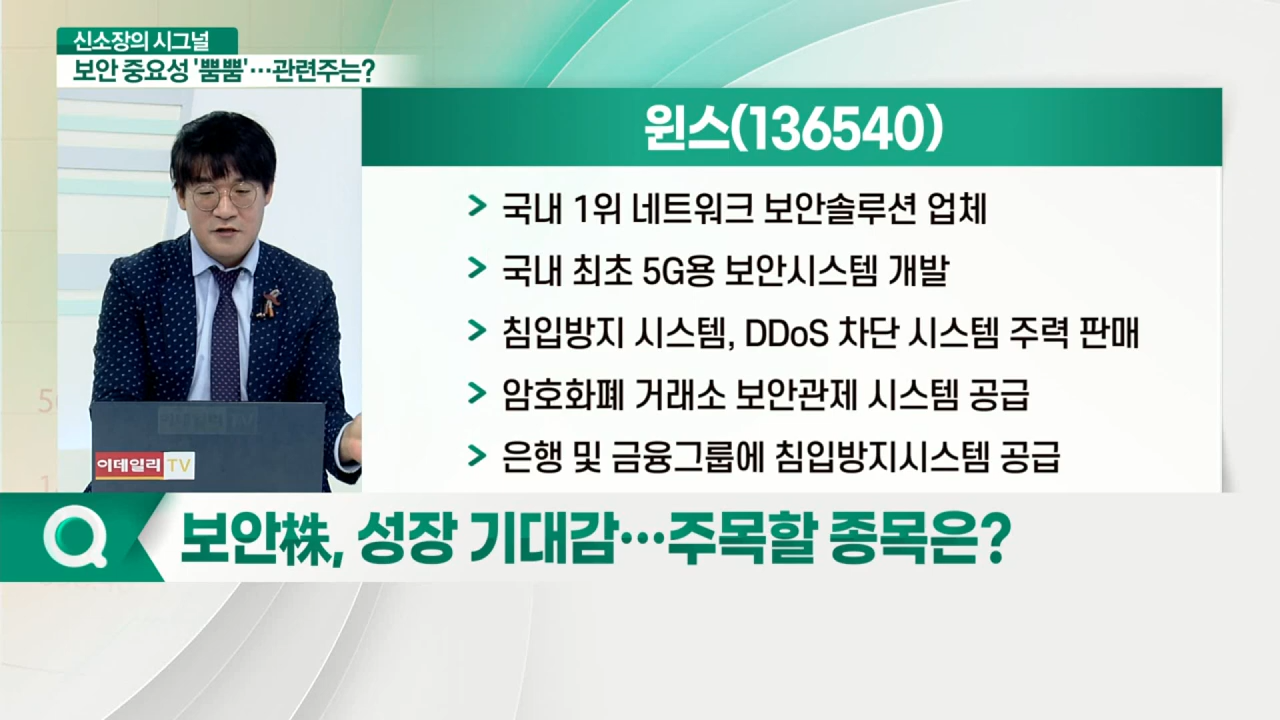 신소장의 시그널
보안 중요성 '뿜뿜'…관련주는?
윈스(136540)
> 국내 1위 네트워크 보안솔루션 업체
> 국내 최초 5G용 보안시스템 개발
> 침입방지 시스템, DDoS 차단 시스템 주력 판매
> 암호화폐 거래소 보안관제 시스템 공급
> 은행 및 금융그룹에 침입방지시스템 공급
이데일리TV
보안株, 성장 기대감…주목할 종목은?